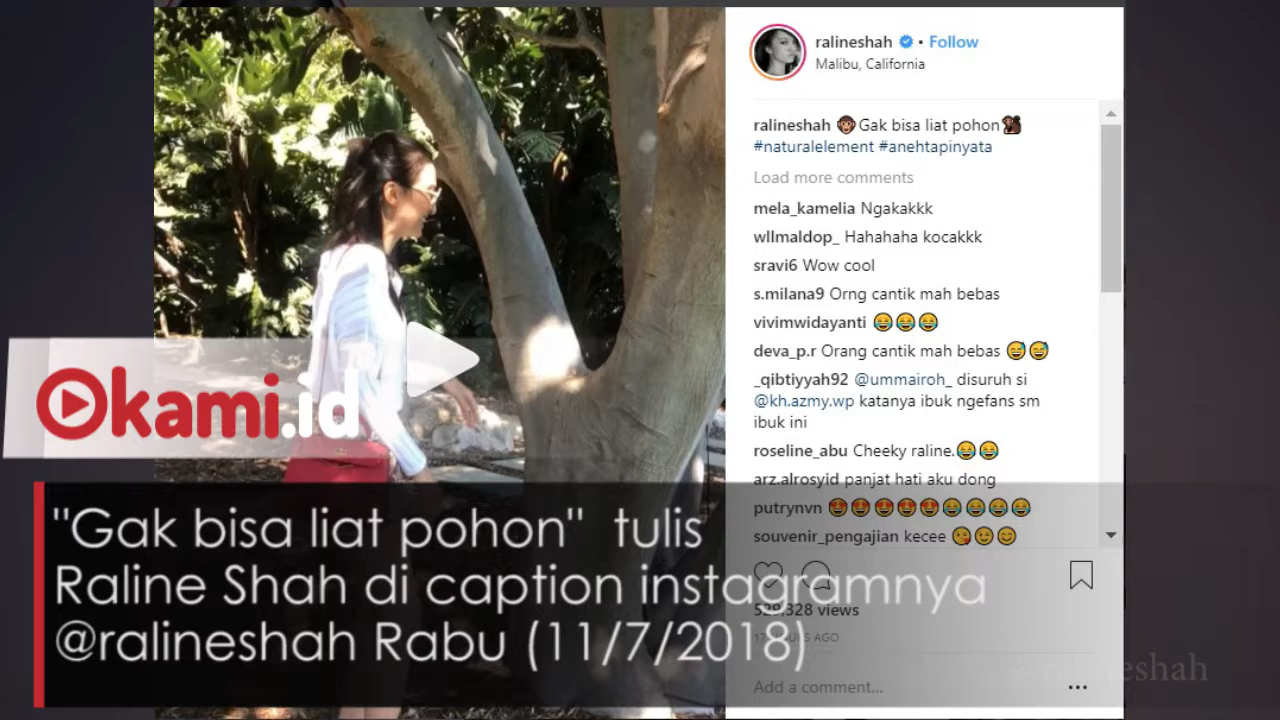 ralineshah • Follow
Malibu, California
ralineshah 🐵Gak bisa liat pohon🐒
#naturalelement #anehtapinyata
Load more comments
mela_kamelia Ngakakkk
wllmaldop_ Hahahaha kocakkk
sravi6 Wow cool
s.milana9 Orng cantik mah bebas
vivimwidayanti 😂😂😂
deva_p.r Orang cantik mah bebas 😅😅
_qibtiyyah92 @ummairoh_ disuruh si
@kh.azmy.wp katanya ibuk ngefans sm
ibuk ini
roseline_abu Cheeky raline.😂😂
arz.alrosyid panjat hati aku dong
putrynvn 😍😍😍😍😍😂😂😂😂
souvenir_pengajian kecee 😘😉😊
views
AGO
Add a comment...
Okami.id
"Gak bisa liat pohon" tulis
Raline Shah di caption instagramnya
@ralineshah Rabu (11/7/2018)